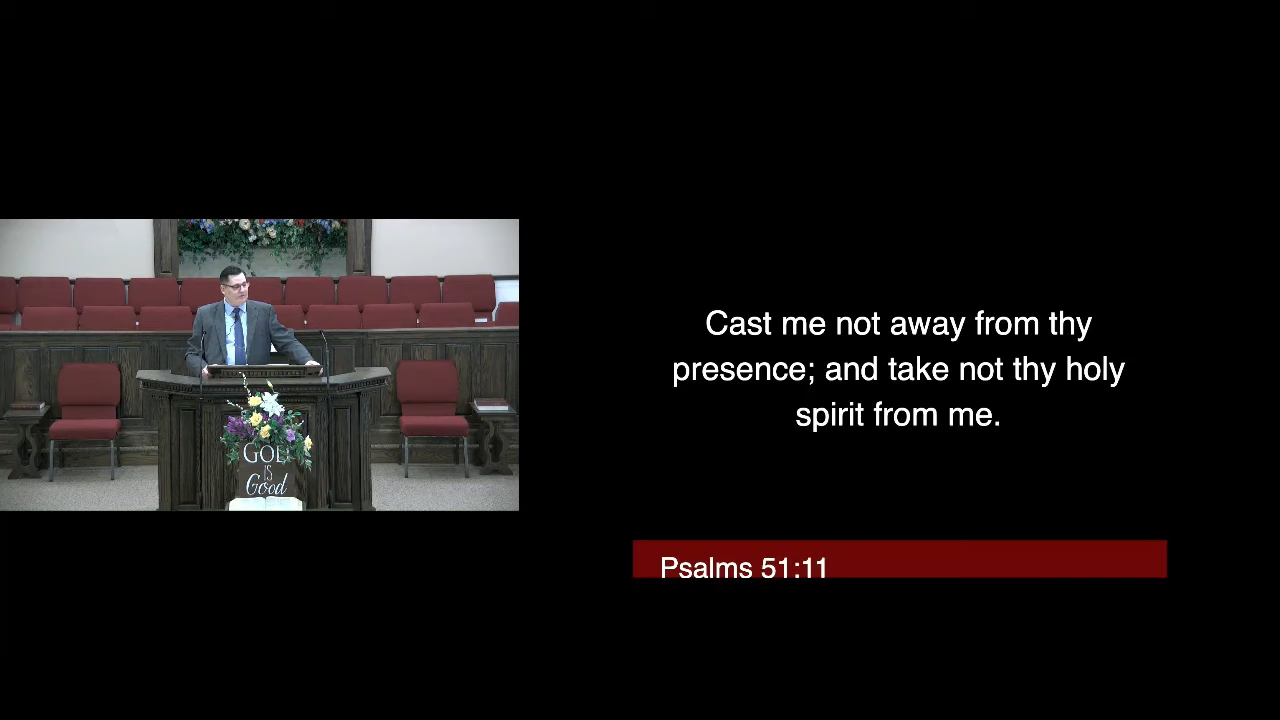 Cast me not away from thy
presence; and take not thy holy
spirit from me.
Psalms 51:11
GOD
IS
Good